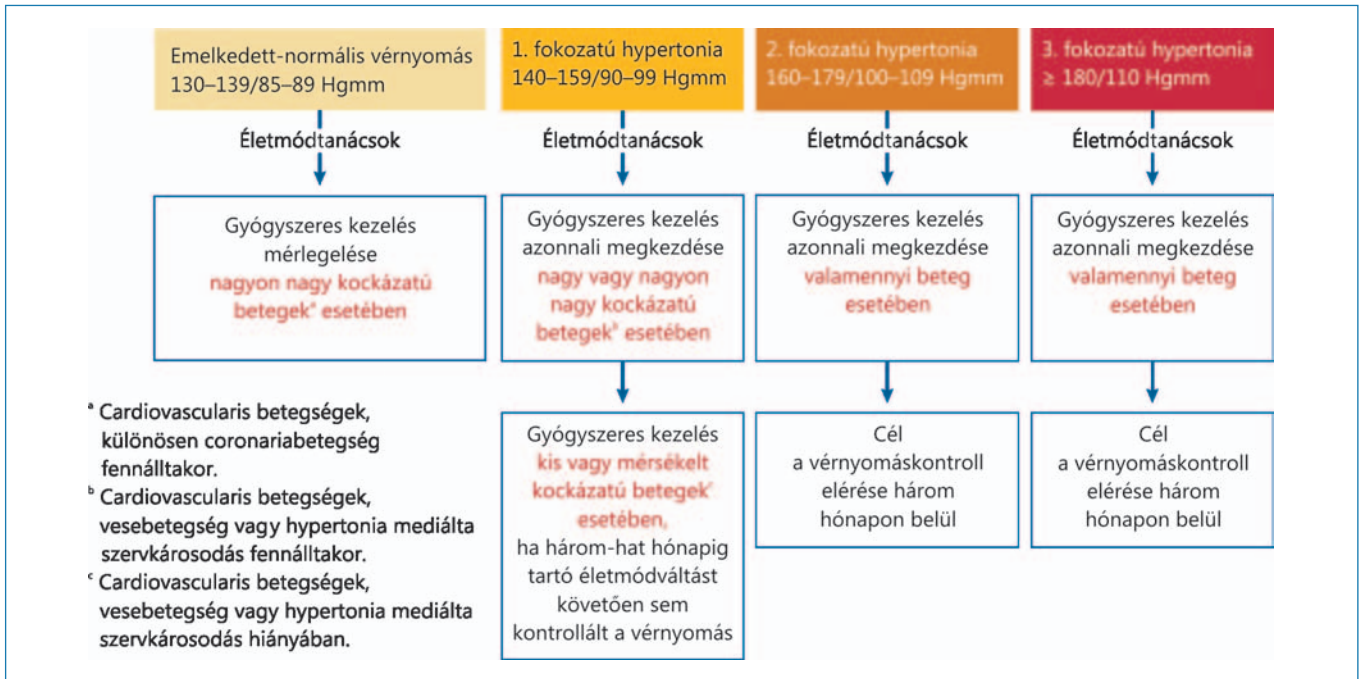 Emelkedett-normális vérnyomás
130–139/85–89 Hgmm
Életmódtanácsok
Gyógyszeres kezelés
mérlegelése
nagyon nagy kockázatú
betegekᵃ esetében
1. fokozatú hypertonia
140–159/90–99 Hgmm
Életmódtanácsok
Gyógyszeres kezelés
azonnali megkezdése
nagy vagy nagyon
nagy kockázatú
betegekᵇ esetében
Gyógyszeres kezelés
kis vagy mérsékelt
kockázatú betegekᶜ
esetében,
ha három-hat hónapig
tartó életmódváltást
követően sem
kontrollált a vérnyomás
2. fokozatú hypertonia
160–179/100–109 Hgmm
Életmódtanácsok
Gyógyszeres kezelés
azonnali megkezdése
valamennyi beteg
esetében
Cél
a vérnyomáskontroll
elérése három
hónapon belül
3. fokozatú hypertonia
≥ 180/110 Hgmm
Életmódtanácsok
Gyógyszeres kezelés
azonnali megkezdése
valamennyi beteg
esetében
Cél
a vérnyomáskontroll
elérése három
hónapon belül
ᵃ Cardiovascularis betegségek,
különösen coronariabetegség
fennálltakor.
ᵇ Cardiovascularis betegségek,
vesebetegség vagy hypertonia mediálta
szervkárosodás fennálltakor.
ᶜ Cardiovascularis betegségek,
vesebetegség vagy hypertonia mediálta
szervkárosodás hiányában.